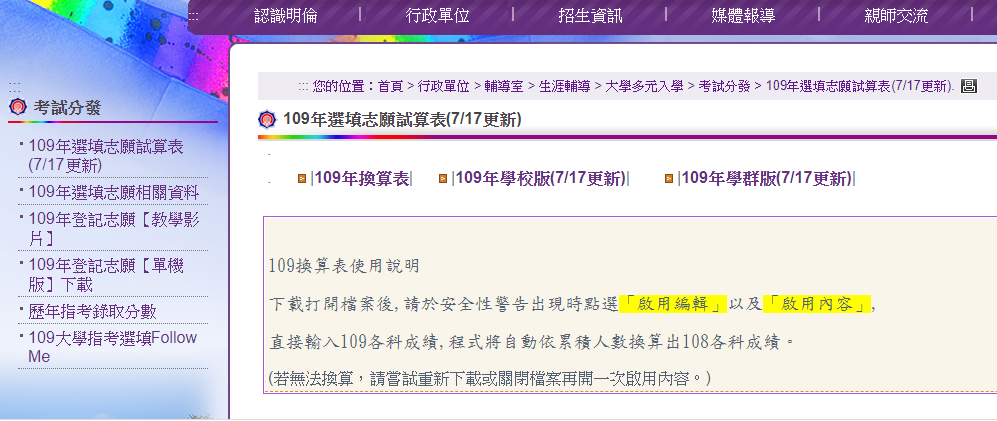 ::: 認識明倫 | 行政單位 | 招生資訊 | 媒體報導 | 親師交流 |
::: 您的位置：首頁 > 行政單位 > 輔導室 > 生涯輔導 > 大學多元入學 > 考試分發 > 109年選填志願試算表(7/17更新).
:::
考試分發
109年選填志願試算表
(7/17更新)
109年選填志願相關資料
109年登記志願【教學影
片】
109年登記志願【單機
版】下載
歷年指考錄取分數
109大學指考選填Follow
Me
109年選填志願試算表(7/17更新)
|109年換算表| |109年學校版(7/17更新)| |109年學群版(7/17更新)|
109換算表使用說明
下載打開檔案後, 請於安全性警告出現時點選「啟用編輯」以及「啟用內容」,
直接輸入109各科成績, 程式將自動依累積人數換算出108各科成績。
(若無法換算，請嘗試重新下載或關閉檔案再開一次啟用內容。)